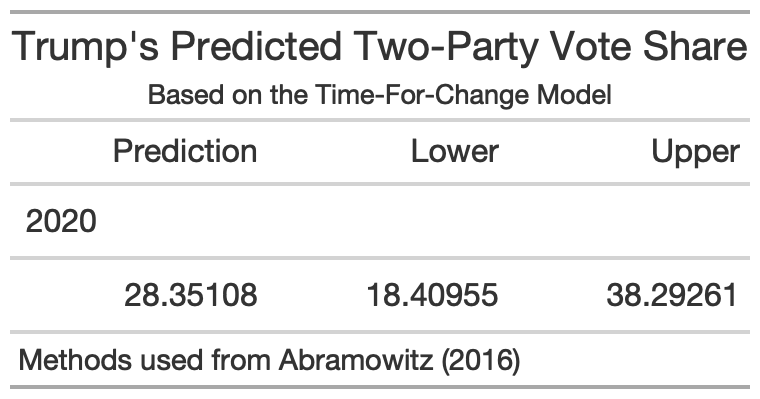 Trump's Predicted Two-Party Vote Share
Based on the Time-For-Change Model
Prediction Lower Upper
2020
28.35108 18.40955 38.29261
Methods used from Abramowitz (2016)